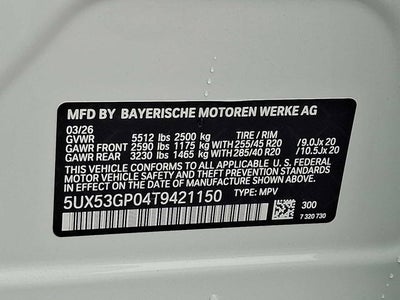 MFD BY BAYERISCHE MOTOREN WERKE AG
03/26 TIRE / RIM
GVWR 5512 lbs 2500 kg
GAWR FRONT 2590 lbs 1175 kg WITH 255/45 R20 /9.0Jx 20
GAWR REAR 3230 lbs 1465 kg WITH 285/40 R20 /10.5Jx 20
THIS VEHICLE CONFORMS TO ALL APPLICABLE U.S. FEDERAL MOTOR
VEHICLE SAFETY AND THEFT PREVENTION STANDARDS IN EFFECT
ON THE DATE OF MANUFACTURE SHOWN ABOVE.
5UX53GP04T9421150 TYPE: MPV 300
7 320 730